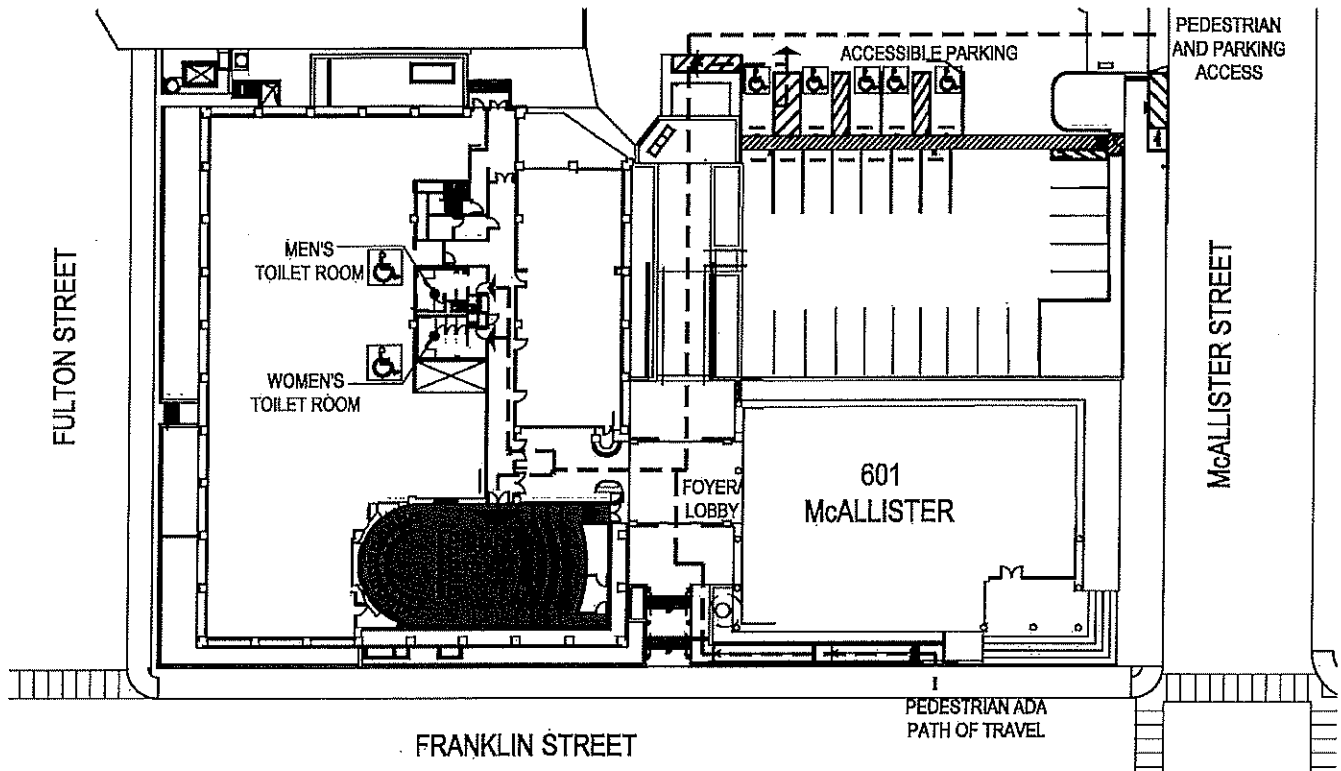 PEDESTRIAN
AND PARKING
ACCESS
ACCESSIBLE PARKING
MEN'S
TOILET ROOM
WOMEN'S
TOILET ROOM
FULTON STREET
McALLISTER STREET
FOYER/
LOBBY
601
McALLISTER
PEDESTRIAN ADA
PATH OF TRAVEL
FRANKLIN STREET